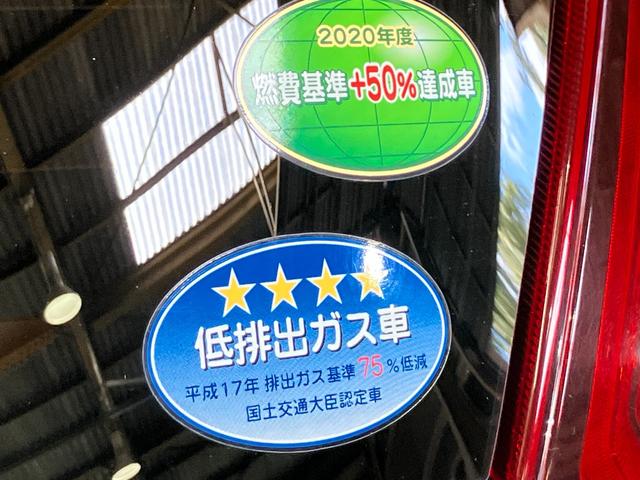 2020年度
燃費基準+50%達成車
低排出ガス車
平成17年 排出ガス基準75%低減
国土交通大臣認定車